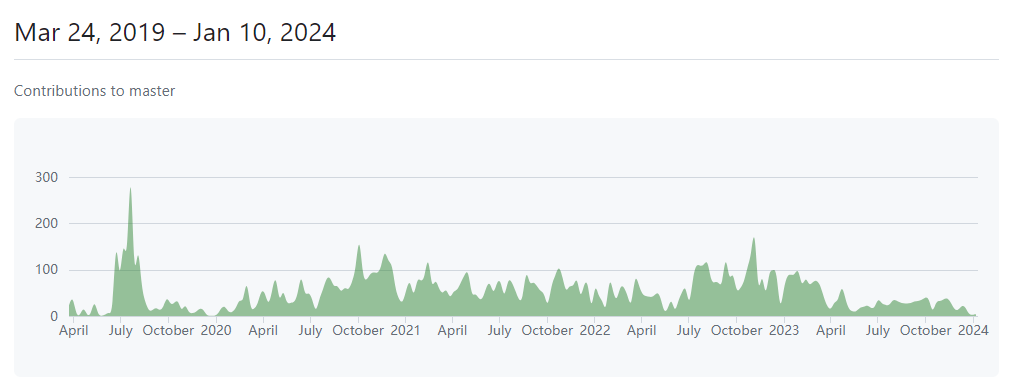 Mar 24, 2019 – Jan 10, 2024
Contributions to master
300
200
100
0
April July October 2020 April July October 2021 April July October 2022 April July October 2023 April July October 2024